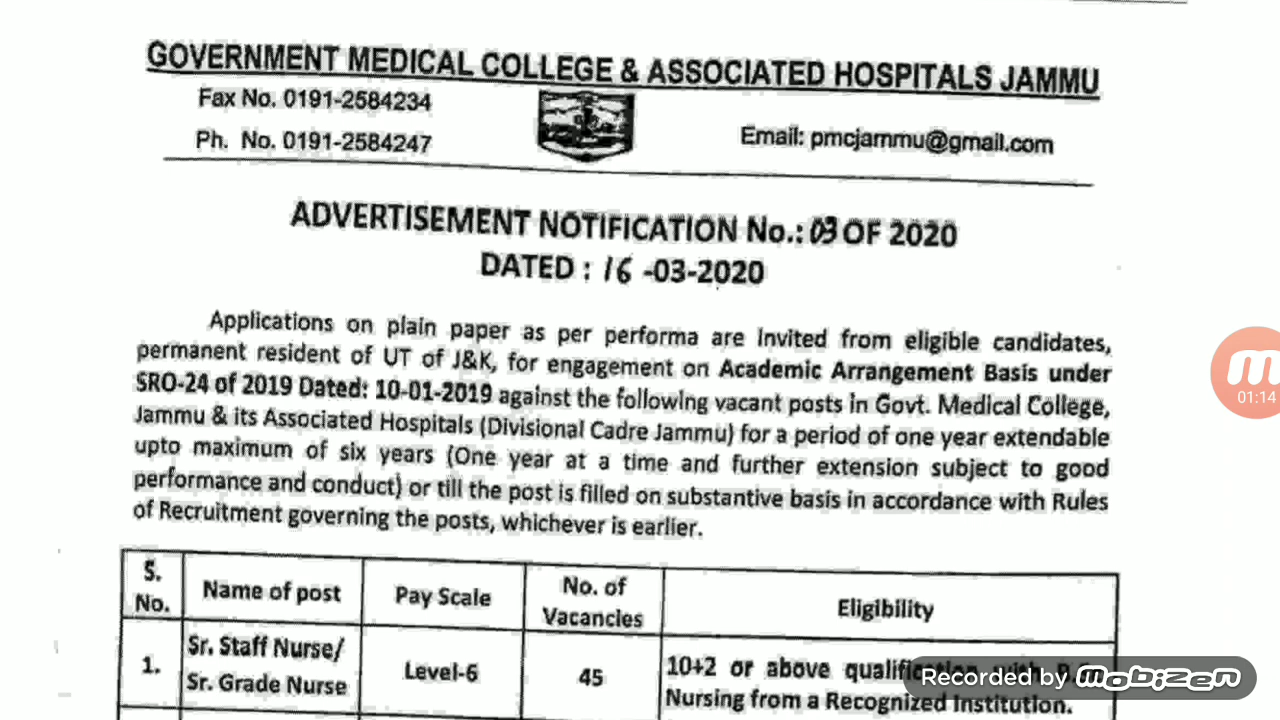 GOVERNMENT MEDICAL COLLEGE & ASSOCIATED HOSPITALS JAMMU
Fax No. 0191-2584234
Ph. No. 0191-2584247
Email: pmcjammu@gmail.com
ADVERTISEMENT NOTIFICATION No.: 03 OF 2020
DATED : 16 -03-2020
Applications on plain paper as per performa are invited from eligible candidates,
permanent resident of UT of J&K, for engagement on Academic Arrangement Basis under
SRO-24 of 2019 Dated: 10-01-2019 against the following vacant posts in Govt. Medical College,
Jammu & its Associated Hospitals (Divisional Cadre Jammu) for a period of one year extendable
upto maximum of six years (One year at a time and further extension subject to good
performance and conduct) or till the post is filled on substantive basis in accordance with Rules
of Recruitment governing the posts, whichever is earlier.
S. No. Name of post Pay Scale No. of Vacancies Eligibility
1. Sr. Staff Nurse/ Sr. Grade Nurse Level-6 45 10+2 or above Nursing from a Recognized Institution.
01:14
Recorded by mobizen